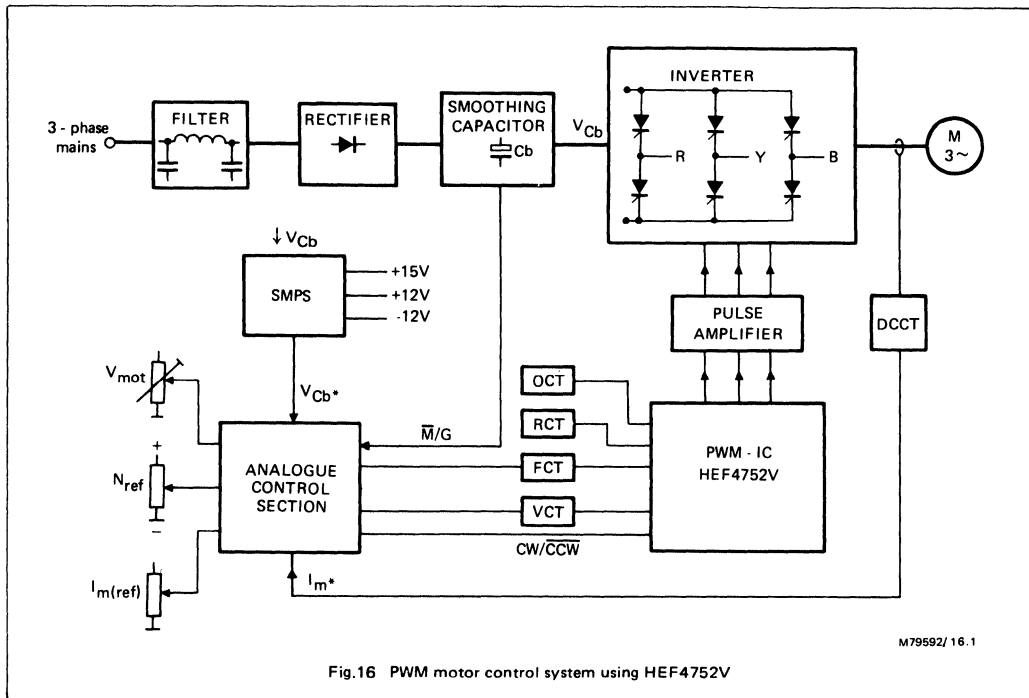 3 - phase
mains
FILTER
RECTIFIER
SMOOTHING
CAPACITOR
Cb
VCb
INVERTER
R
Y
B
M
3~
↓ VCb
SMPS
+15V
+12V
-12V
PULSE
AMPLIFIER
DCCT
Vmot
VCb*
M̅/G
OCT
RCT
FCT
VCT
CW/C̅C̅W̅
PWM - IC
HEF4752V
+
Nref
−
ANALOGUE
CONTROL
SECTION
Im(ref)
Im*
M79592/16.1
Fig.16 PWM motor control system using HEF4752V